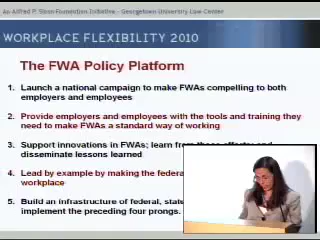 An Alfred P. Sloan Foundation Initiative - Georgetown University Law Center
WORKPLACE FLEXIBILITY 2010
The FWA Policy Platform
1. Launch a national campaign to make FWAs compelling to both
employers and employees
2. Provide employers and employees with the tools and training they
need to make FWAs a standard way of working
3. Support innovations in FWAs; learn from those efforts; and
disseminate lessons learned
4. Lead by example by making the federal
workplace
5. Build an infrastructure of federal, state
implement the preceding four prongs.